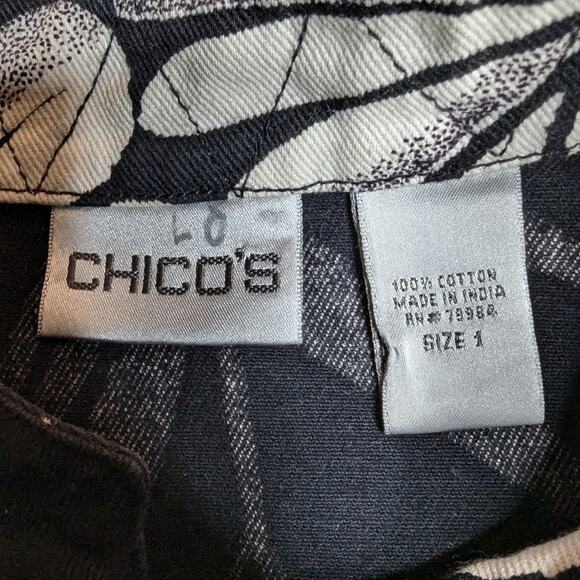 CHICO'S
100% COTTON
MADE IN INDIA
RN# 79984
SIZE 1